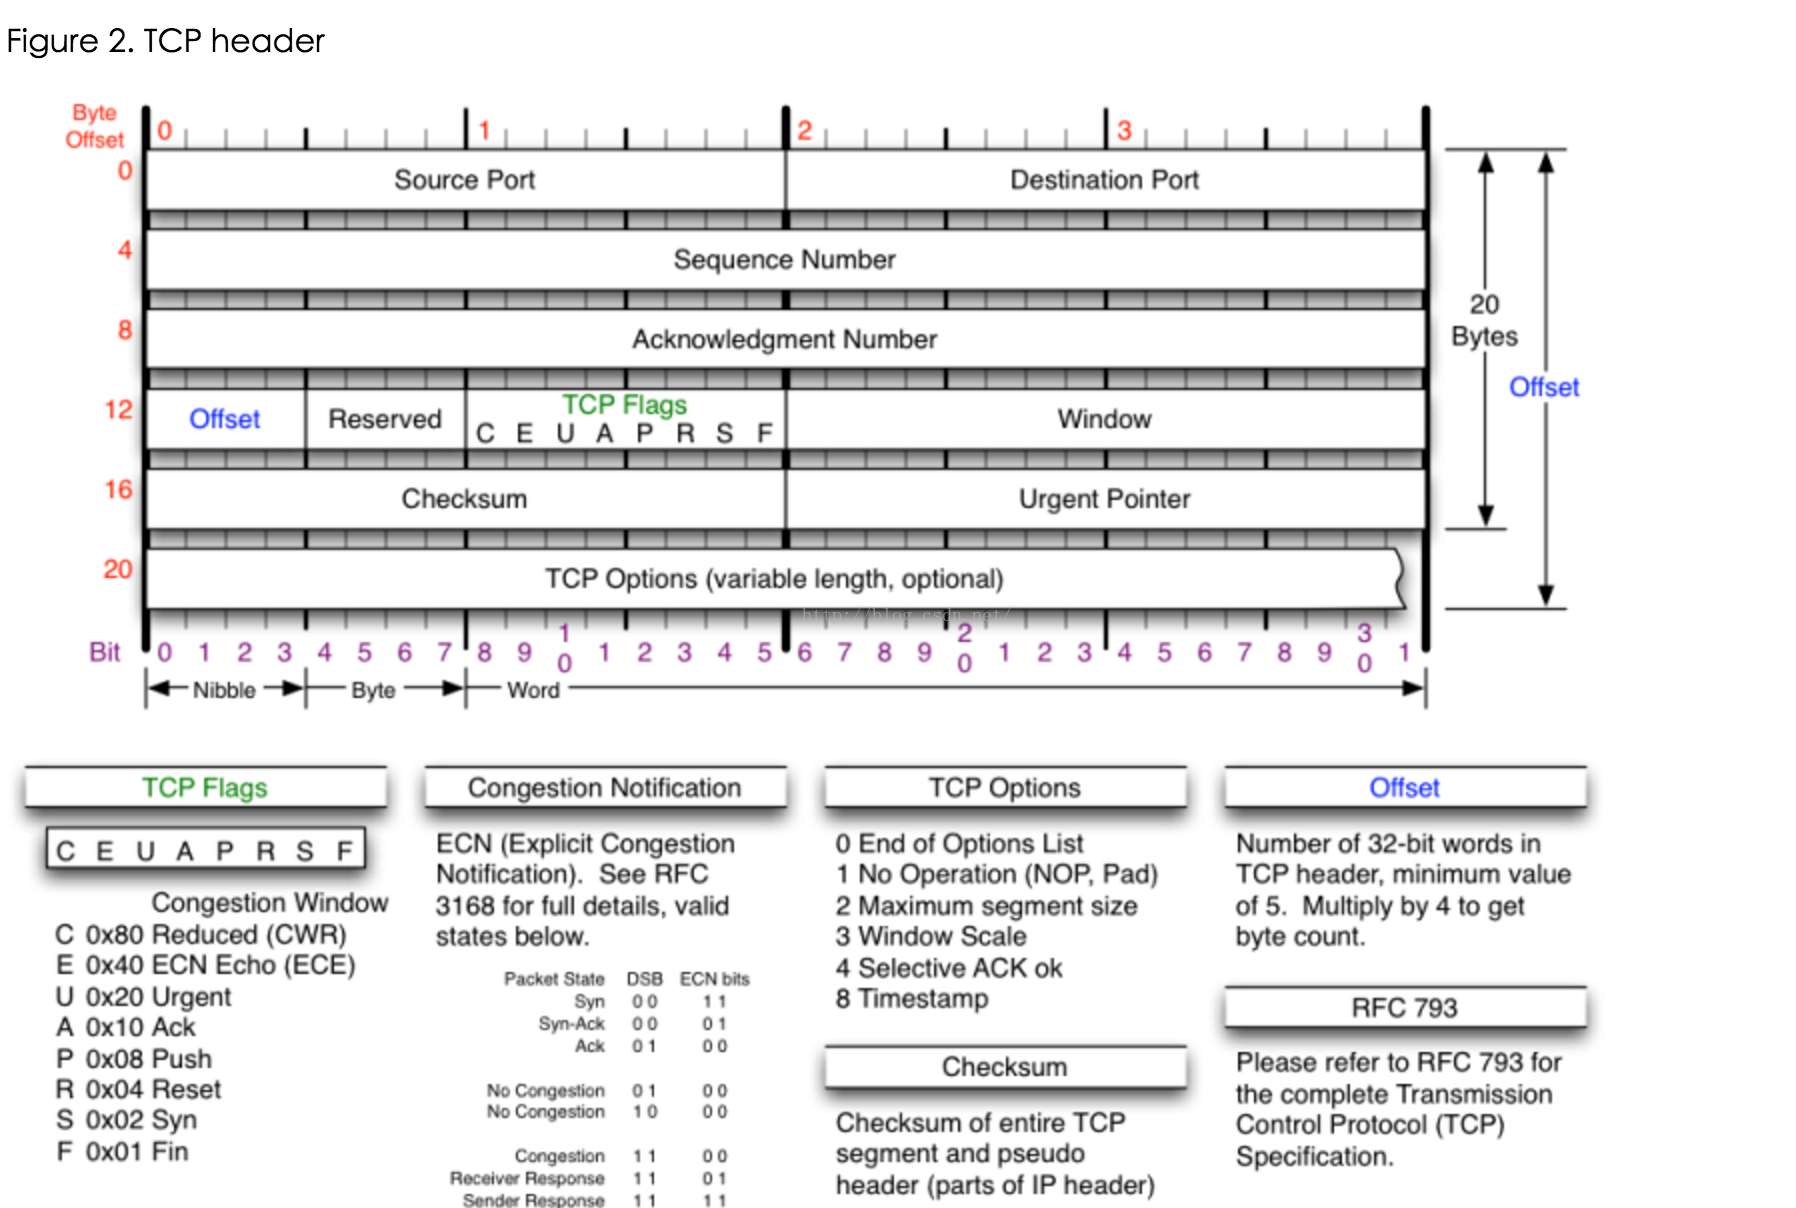 Figure 2. TCP header
Byte
Offset
0 1 2 3
0 Source Port Destination Port
4 Sequence Number
8 Acknowledgment Number
20
Bytes
Offset
12 Offset Reserved TCP Flags Window
C E U A P R S F
16 Checksum Urgent Pointer
20 TCP Options (variable length, optional)
http://blog.csdn.net/
Bit 0 1 2 3 4 5 6 7 8 9 10 1 2 3 4 5 6 7 8 9 20 1 2 3 4 5 6 7 8 9 30 1
Nibble Byte Word
TCP Flags
C E U A P R S F
Congestion Window
C 0x80 Reduced (CWR)
E 0x40 ECN Echo (ECE)
U 0x20 Urgent
A 0x10 Ack
P 0x08 Push
R 0x04 Reset
S 0x02 Syn
F 0x01 Fin
Congestion Notification
ECN (Explicit Congestion
Notification). See RFC
3168 for full details, valid
states below.
Packet State DSB ECN bits
Syn 0 0 1 1
Syn-Ack 0 0 0 1
Ack 0 1 0 0
No Congestion 0 1 0 0
No Congestion 1 0 0 0
Congestion 1 1 0 0
Receiver Response 1 1 0 1
Sender Response 1 1 1 1
TCP Options
0 End of Options List
1 No Operation (NOP, Pad)
2 Maximum segment size
3 Window Scale
4 Selective ACK ok
8 Timestamp
Checksum
Checksum of entire TCP
segment and pseudo
header (parts of IP header)
Offset
Number of 32-bit words in
TCP header, minimum value
of 5. Multiply by 4 to get
byte count.
RFC 793
Please refer to RFC 793 for
the complete Transmission
Control Protocol (TCP)
Specification.